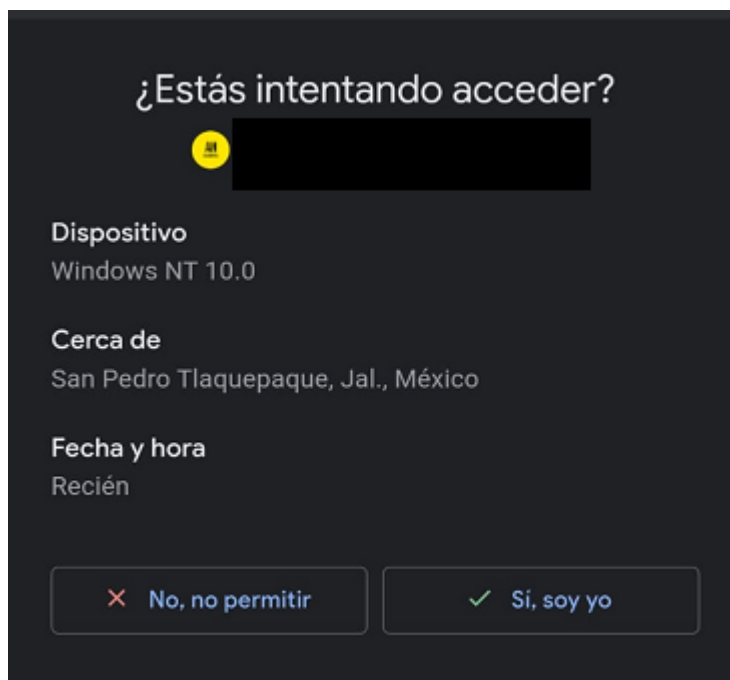 ¿Estás intentando acceder?
Dispositivo
Windows NT 10.0
Cerca de
San Pedro Tlaquepaque, Jal., México
Fecha y hora
Recién
No, no permitir
Sí, soy yo